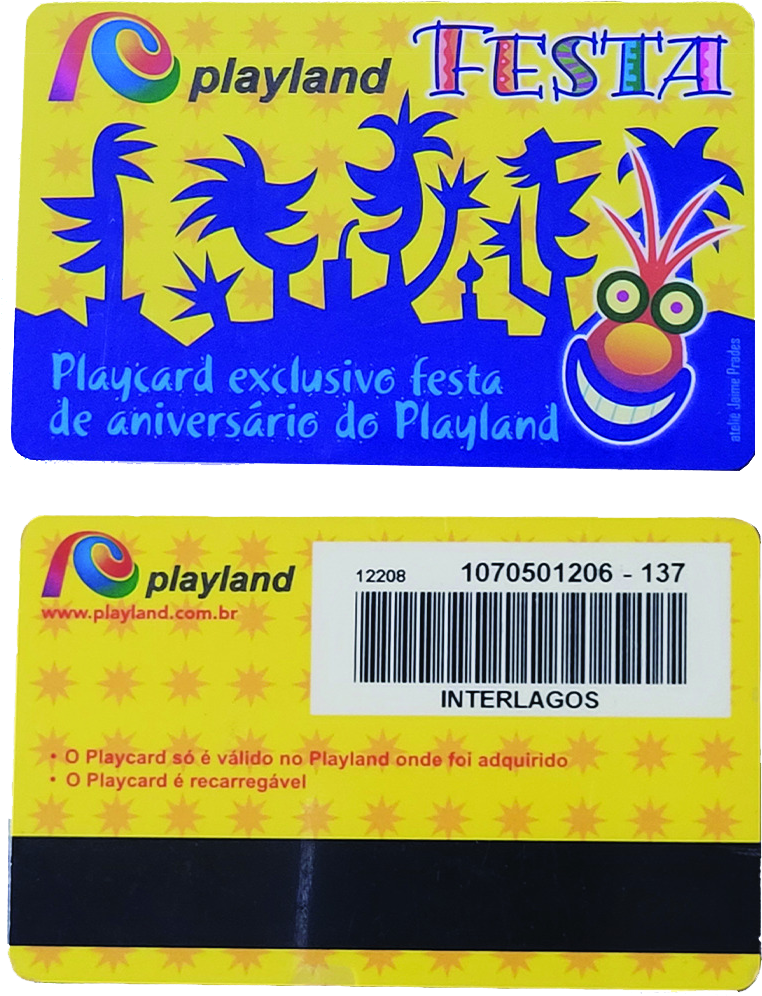 playland FESTA
Playcard exclusivo festa
de aniversário do Playland
ateliê Jaime Prades
playland
www.playland.com.br
12208 1070501206 - 137
INTERLAGOS
• O Playcard só é válido no Playland onde foi adquirido
• O Playcard é recarregável